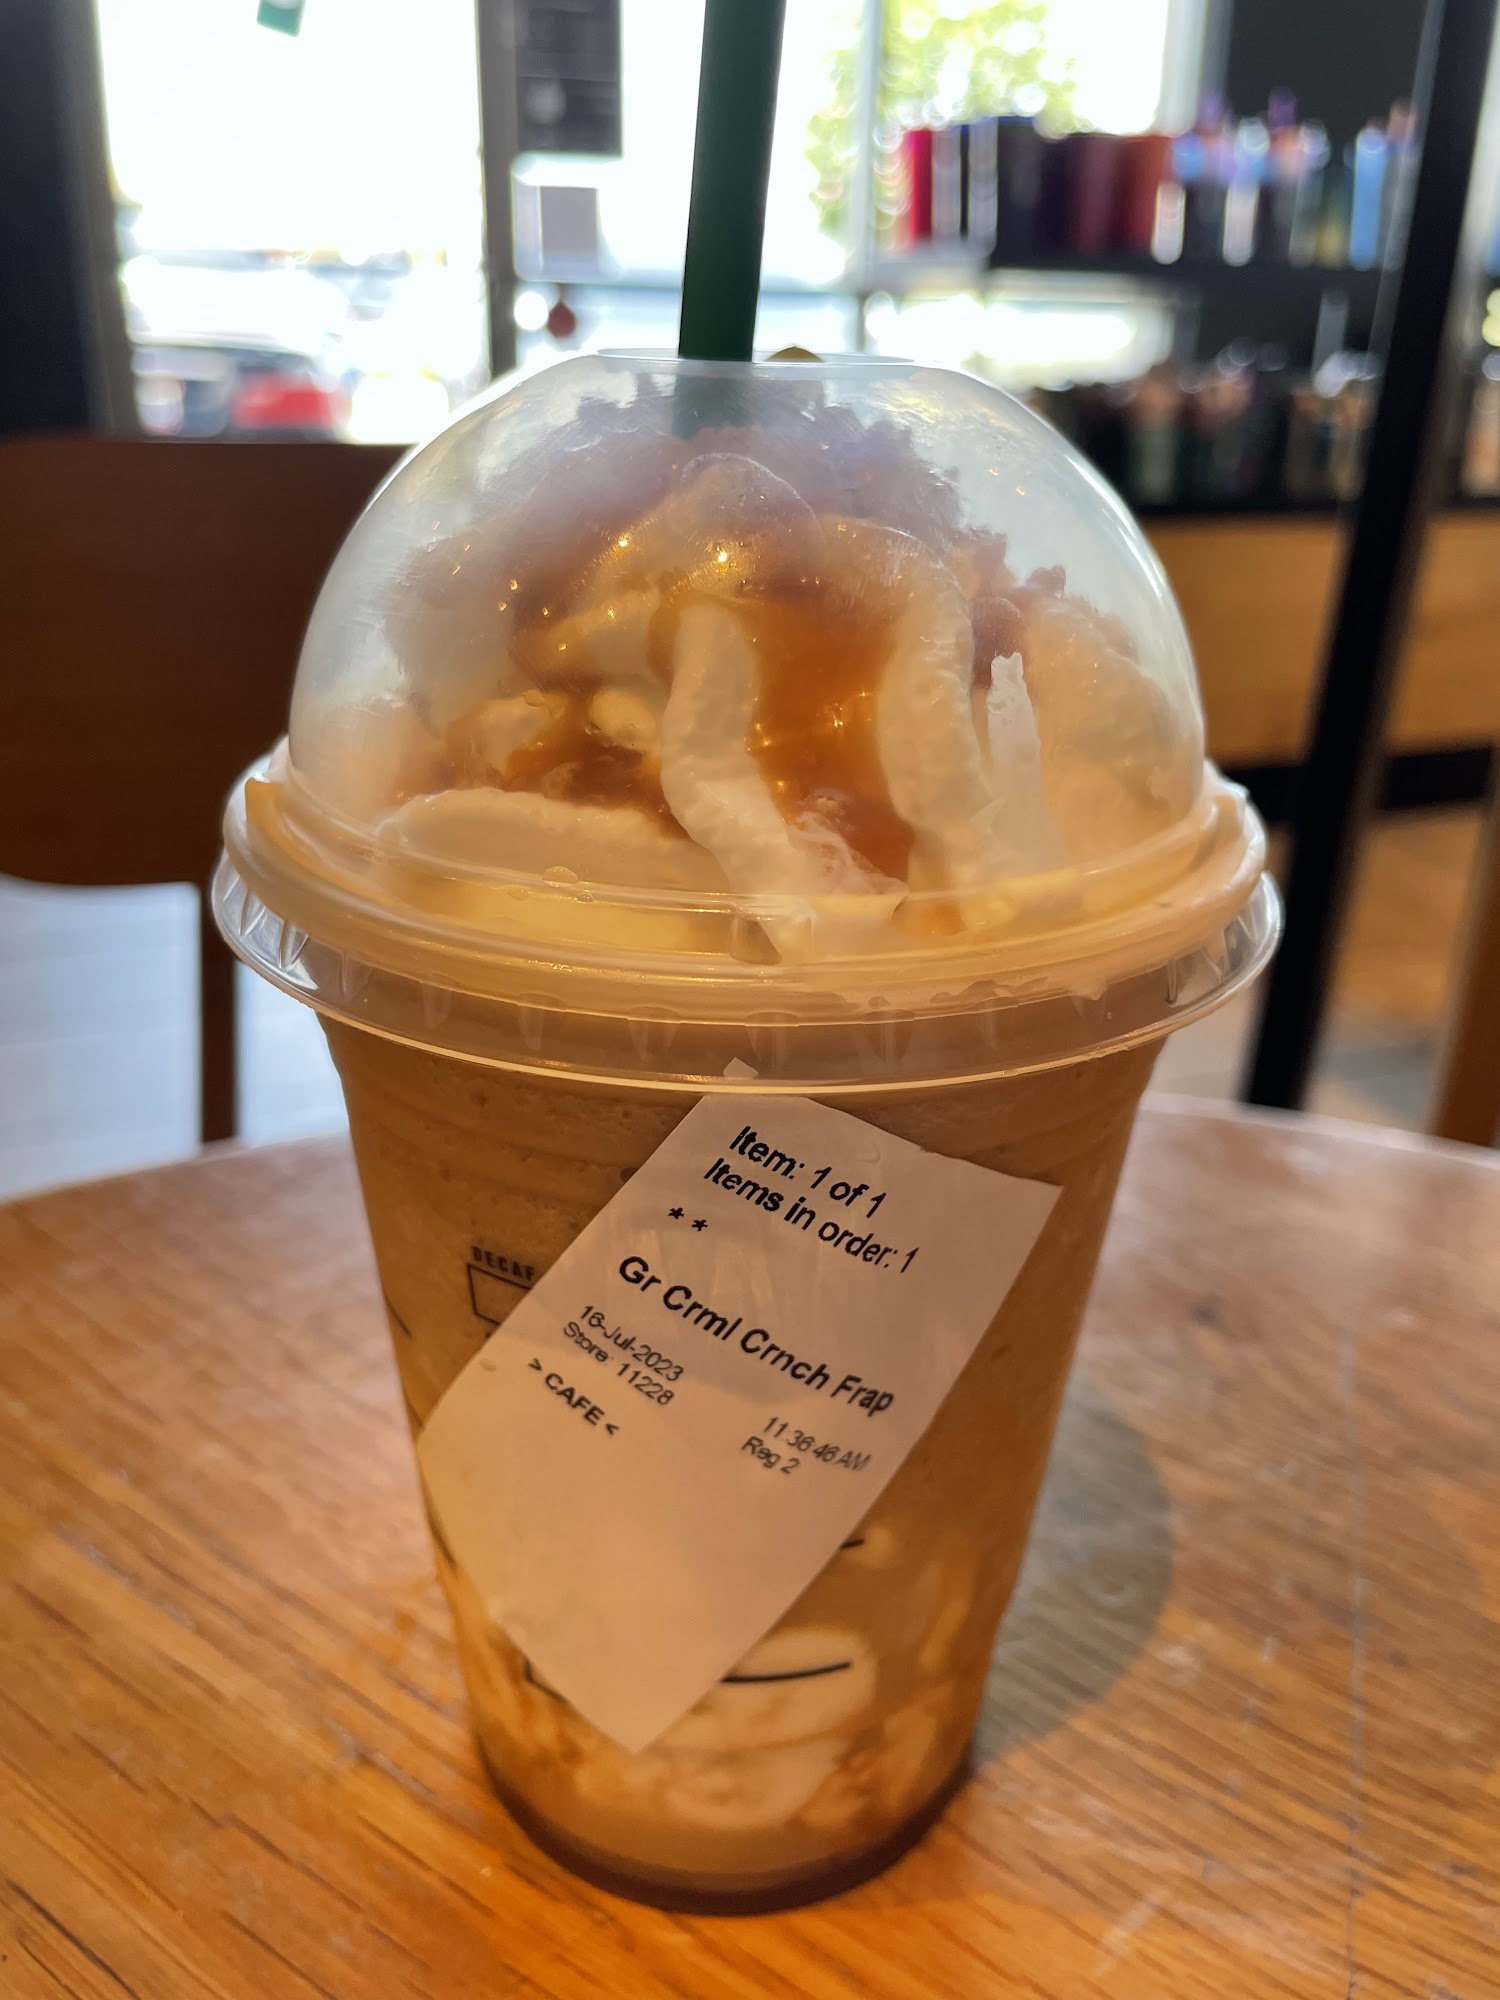 Item: 1 of 1
Items in order: 1
* *
Gr Crml Crnch Frap
16-Jul-2023 11:36:46 AM
Store: 11228 Reg 2
> CAFE <
DECAF